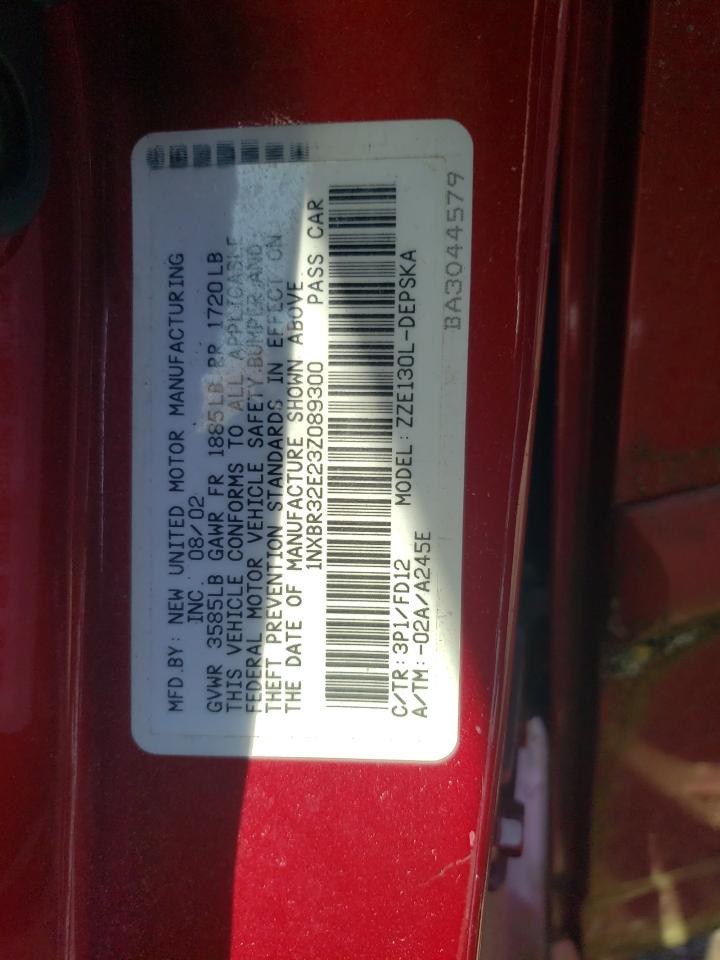 MFD.BY: NEW UNITED MOTOR MANUFACTURING
INC. 08/02
GVWR 3585LB GAWR FR 1885LB RR 1720LB
THIS VEHICLE CONFORMS TO ALL APPLICABLE
FEDERAL MOTOR VEHICLE SAFETY.BUMPER,AND
THEFT PREVENTION STANDARDS IN EFFECT ON
THE DATE OF MANUFACTURE SHOWN ABOVE
1NXBR32E23Z089300 PASS CAR
C/TR:3P1/FD12 MODEL:ZZE130L-DEPSKA
A/TM:-02A/A245E
BA3044579